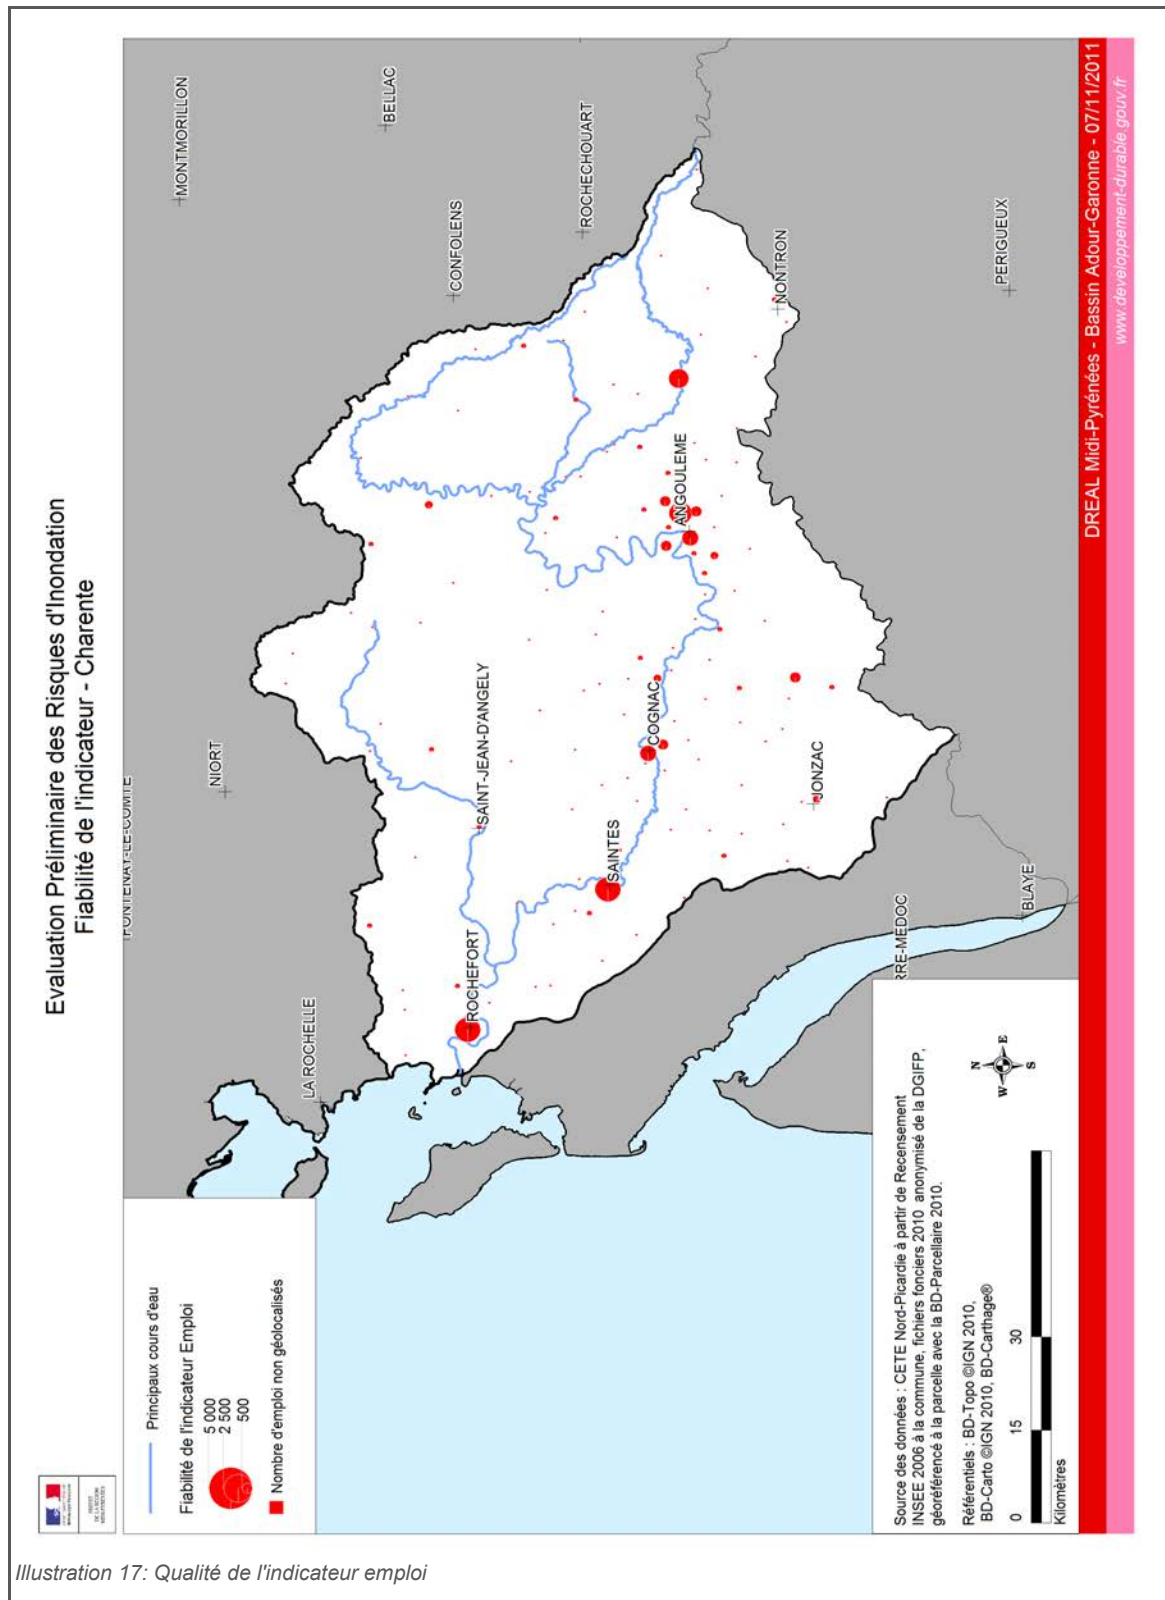 Evaluation Préliminaire des Risques d'Inondation
Fiabilité de l'indicateur - Charente
Principaux cours d'eau
Fiabilité de l'indicateur Emploi
5 000
2 500
500
Nombre d'emploi non géolocalisés
FONTENAY-LE-COMTE
NIORT
MONTMORILLON
BELLAC
LA ROCHELLE
CONFOLENS
SAINT-JEAN-D'ANGELY
ROCHEFORT
ROCHECHOUART
SAINTES
COGNAC
ANGOULEME
NONTRON
JONZAC
RRE-MEDOC
PERIGUEUX
BLAYE
Source des données : CETE Nord-Picardie à partir de Recensement
INSEE 2006 à la commune, fichiers fonciers 2010 anonymisé de la DGIFP,
géoréférencé à la parcelle avec la BD-Parcellaire 2010.
Référentiels : BD-Topo ©IGN 2010,
BD-Carto ©IGN 2010, BD-Carthage®
N
W E
S
0 15 30
Kilomètres
DREAL Midi-Pyrénées - Bassin Adour-Garonne - 07/11/2011
www.developpement-durable.gouv.fr
Illustration 17: Qualité de l'indicateur emploi